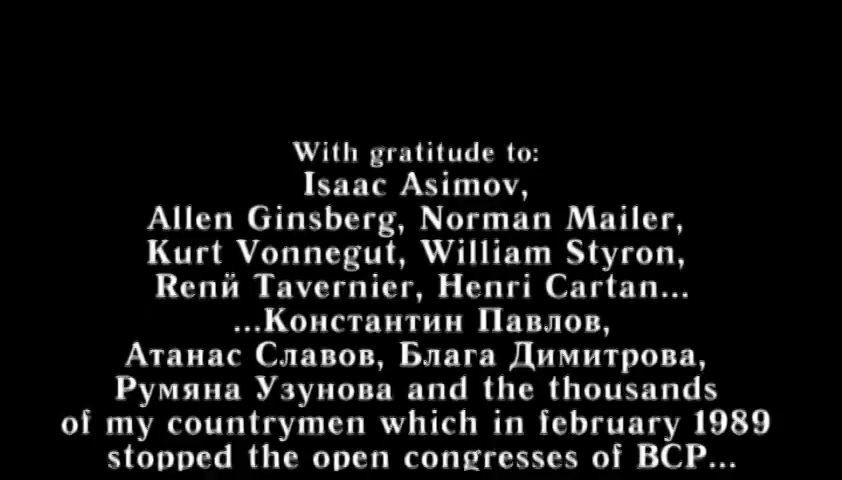 With gratitude to:
Isaac Asimov,
Allen Ginsberg, Norman Mailer,
Kurt Vonnegut, William Styron,
Renй Tavernier, Henri Cartan...
...Константин Павлов,
Атанас Славов, Блага Димитрова,
Румяна Узунова and the thousands
of my countrymen which in february 1989
stopped the open congresses of BCP...